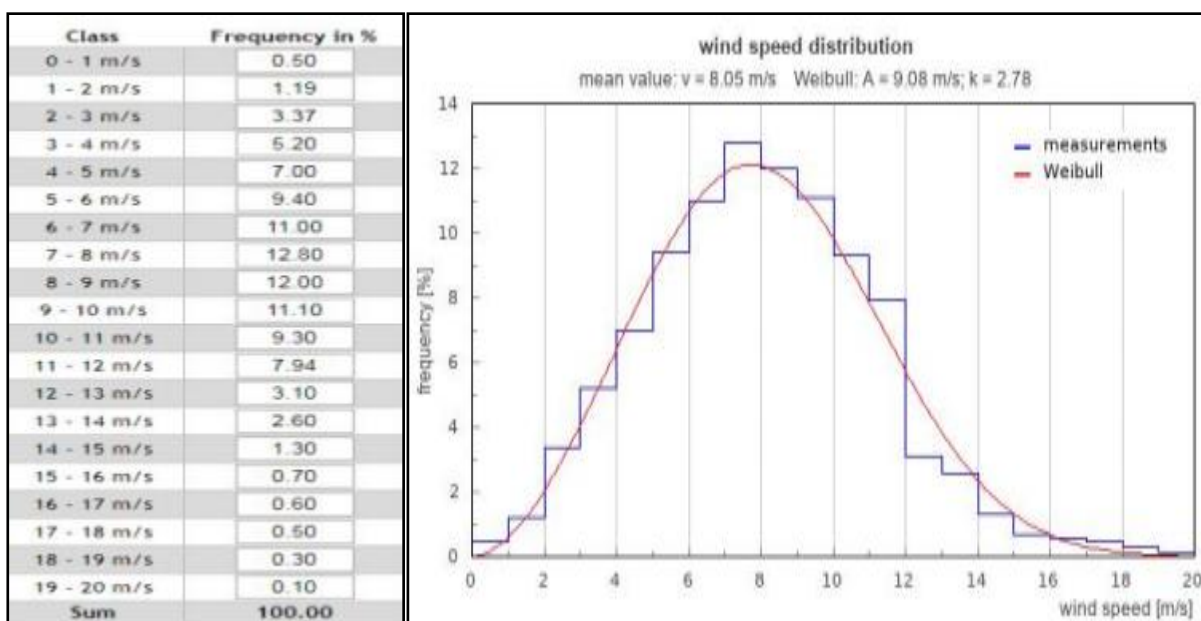 Class Frequency in %
0 - 1 m/s 0.50
1 - 2 m/s 1.19
2 - 3 m/s 3.37
3 - 4 m/s 5.20
4 - 5 m/s 7.00
5 - 6 m/s 9.40
6 - 7 m/s 11.00
7 - 8 m/s 12.80
8 - 9 m/s 12.00
9 - 10 m/s 11.10
10 - 11 m/s 9.30
11 - 12 m/s 7.94
12 - 13 m/s 3.10
13 - 14 m/s 2.60
14 - 15 m/s 1.30
15 - 16 m/s 0.70
16 - 17 m/s 0.60
17 - 18 m/s 0.50
18 - 19 m/s 0.30
19 - 20 m/s 0.10
Sum 100.00
wind speed distribution
mean value: v = 8.05 m/s Weibull: A = 9.08 m/s; k = 2.78
measurements
Weibull
frequency [%]
14
12
10
8
6
4
2
0
0 2 4 6 8 10 12 14 16 18 20
wind speed [m/s]